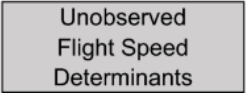 Unobserved
Flight Speed
Determinants